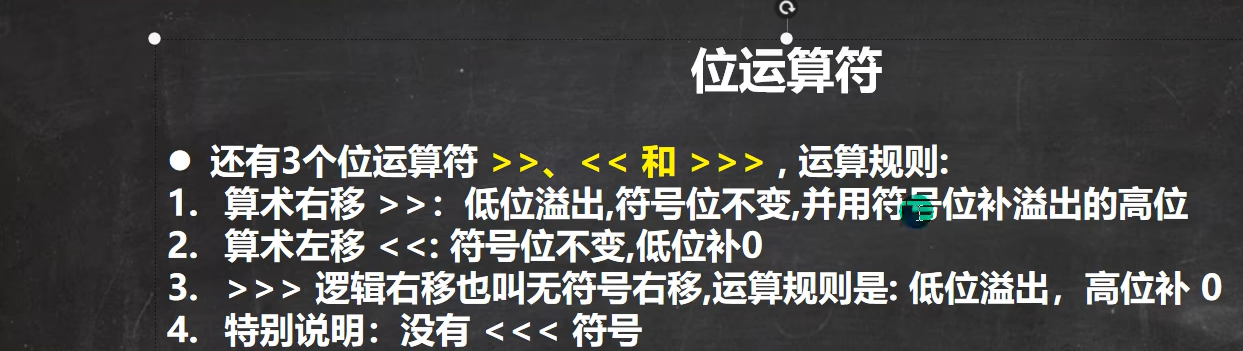 位运算符
● 还有3个位运算符 >>、<< 和 >>> , 运算规则:
1. 算术右移 >>：低位溢出,符号位不变,并用符号位补溢出的高位
2. 算术左移 <<: 符号位不变,低位补0
3. >>> 逻辑右移也叫无符号右移,运算规则是: 低位溢出，高位补 0
4. 特别说明：没有 <<< 符号